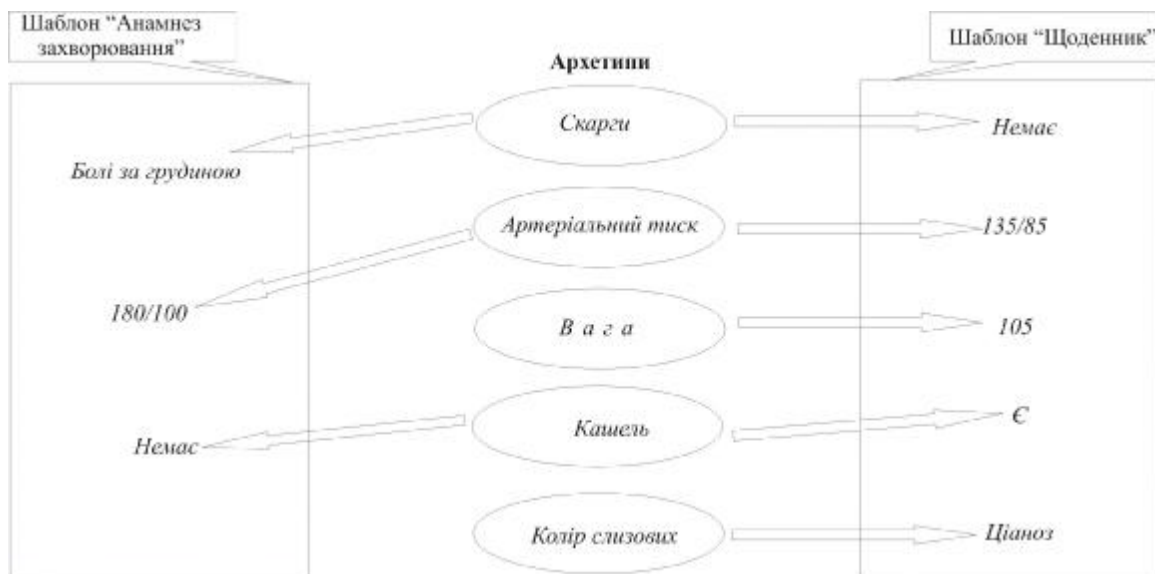 Шаблон “Анамнез
захворювання”
Шаблон “Щоденник”
Архетипи
Скарги
Немає
Болі за грудиною
Артеріальний тиск
135/85
180/100
В а г а
105
Є
Кашель
Немає
Колір слизових
Ціаноз